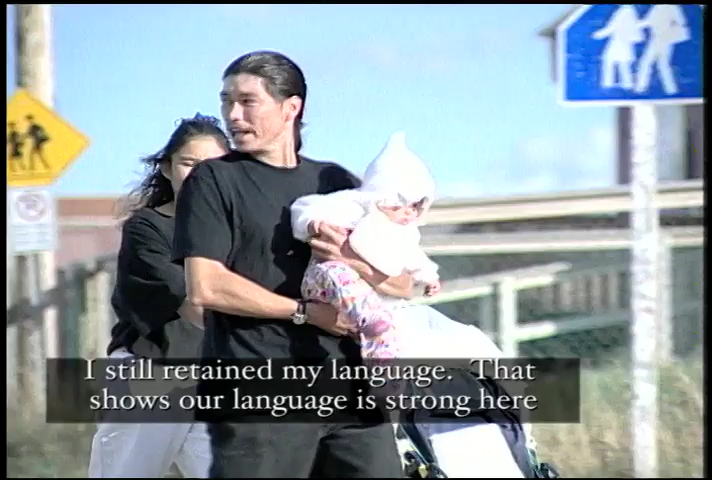 I still retained my language.  That
shows our language is strong here